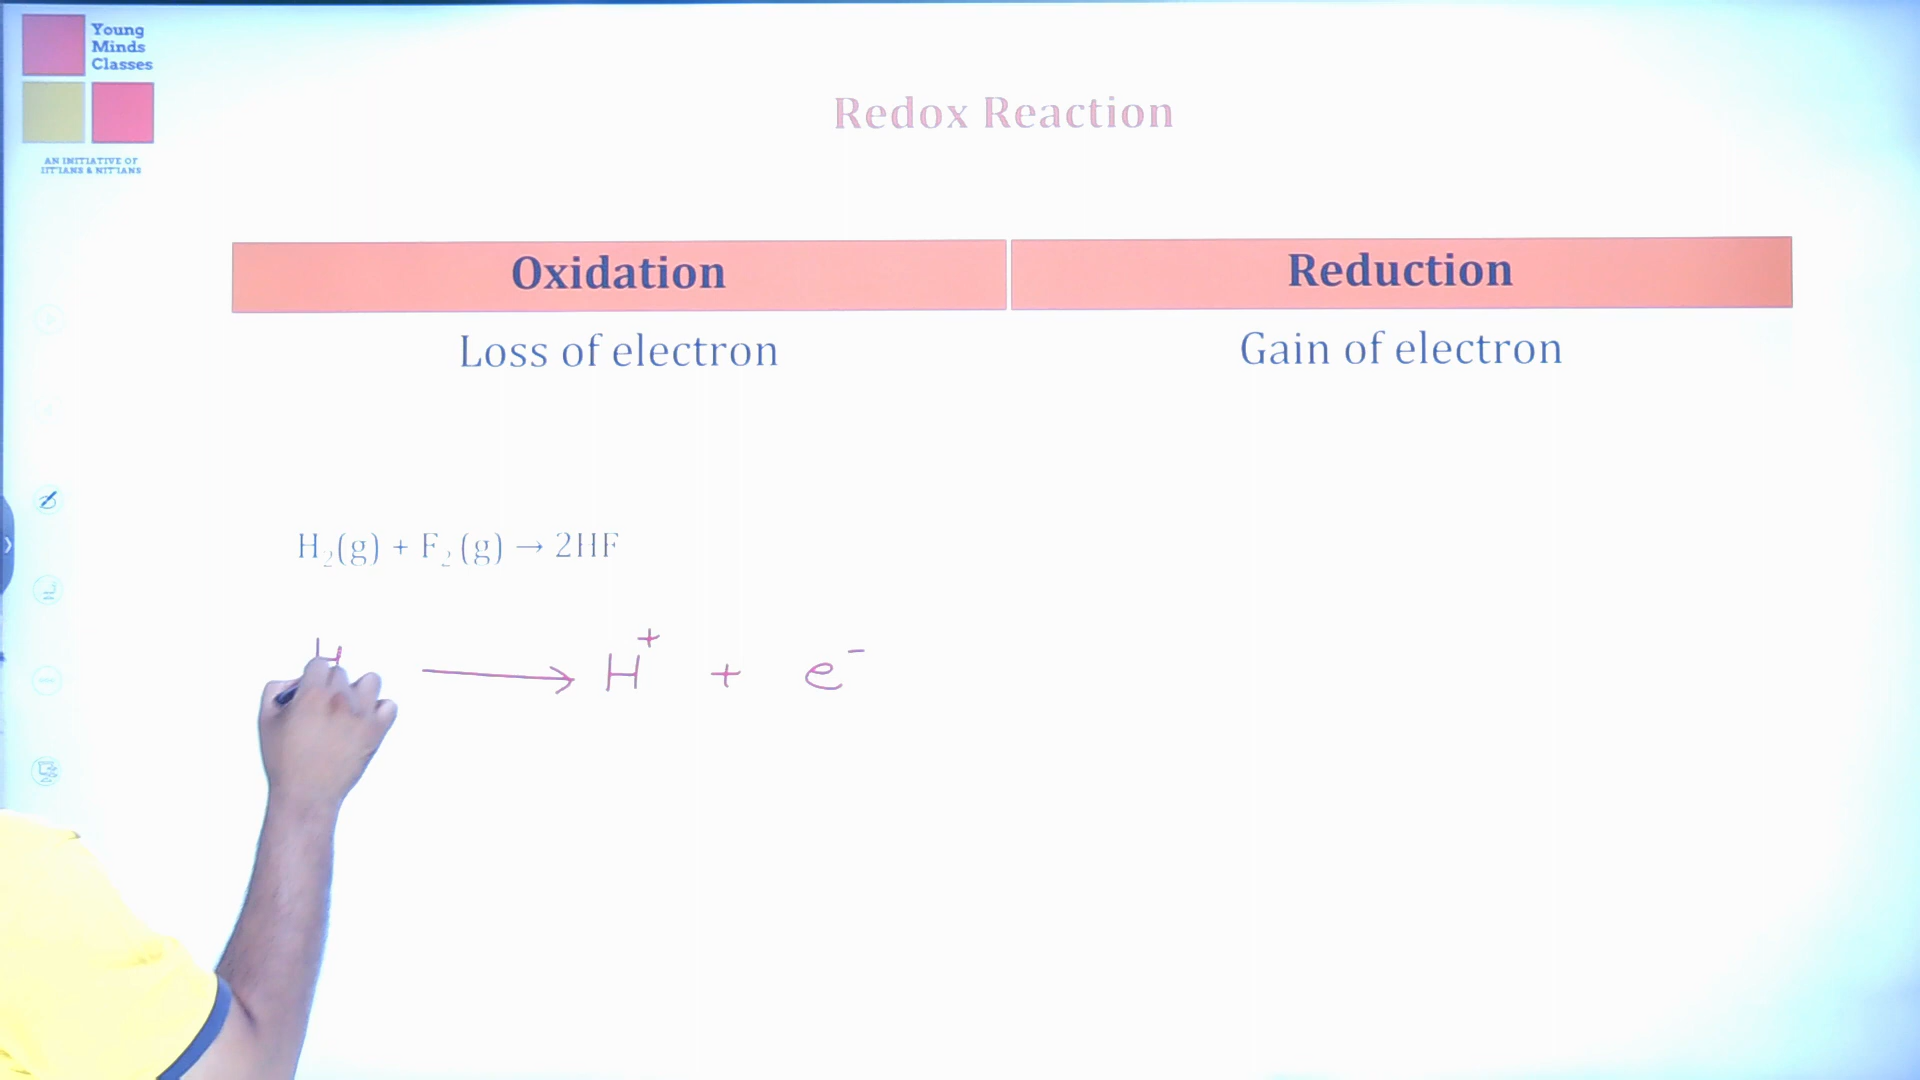 Young
Minds
Classes
AN INITIATIVE OF
IIT'IANS & NIT'IANS
Redox Reaction
Oxidation
Reduction
Loss of electron
Gain of electron
H₂(g) + F₂(g) → 2HF
H → H⁺ + e⁻